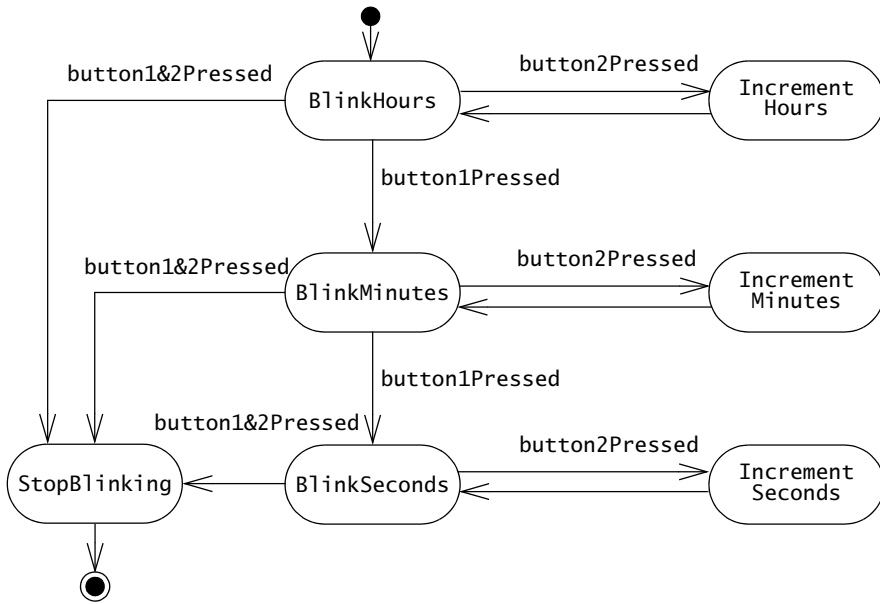 button1&2Pressed
button2Pressed
BlinkHours
Increment
Hours
button1Pressed
button1&2Pressed
button2Pressed
BlinkMinutes
Increment
Minutes
button1Pressed
button1&2Pressed
button2Pressed
StopBlinking
BlinkSeconds
Increment
Seconds